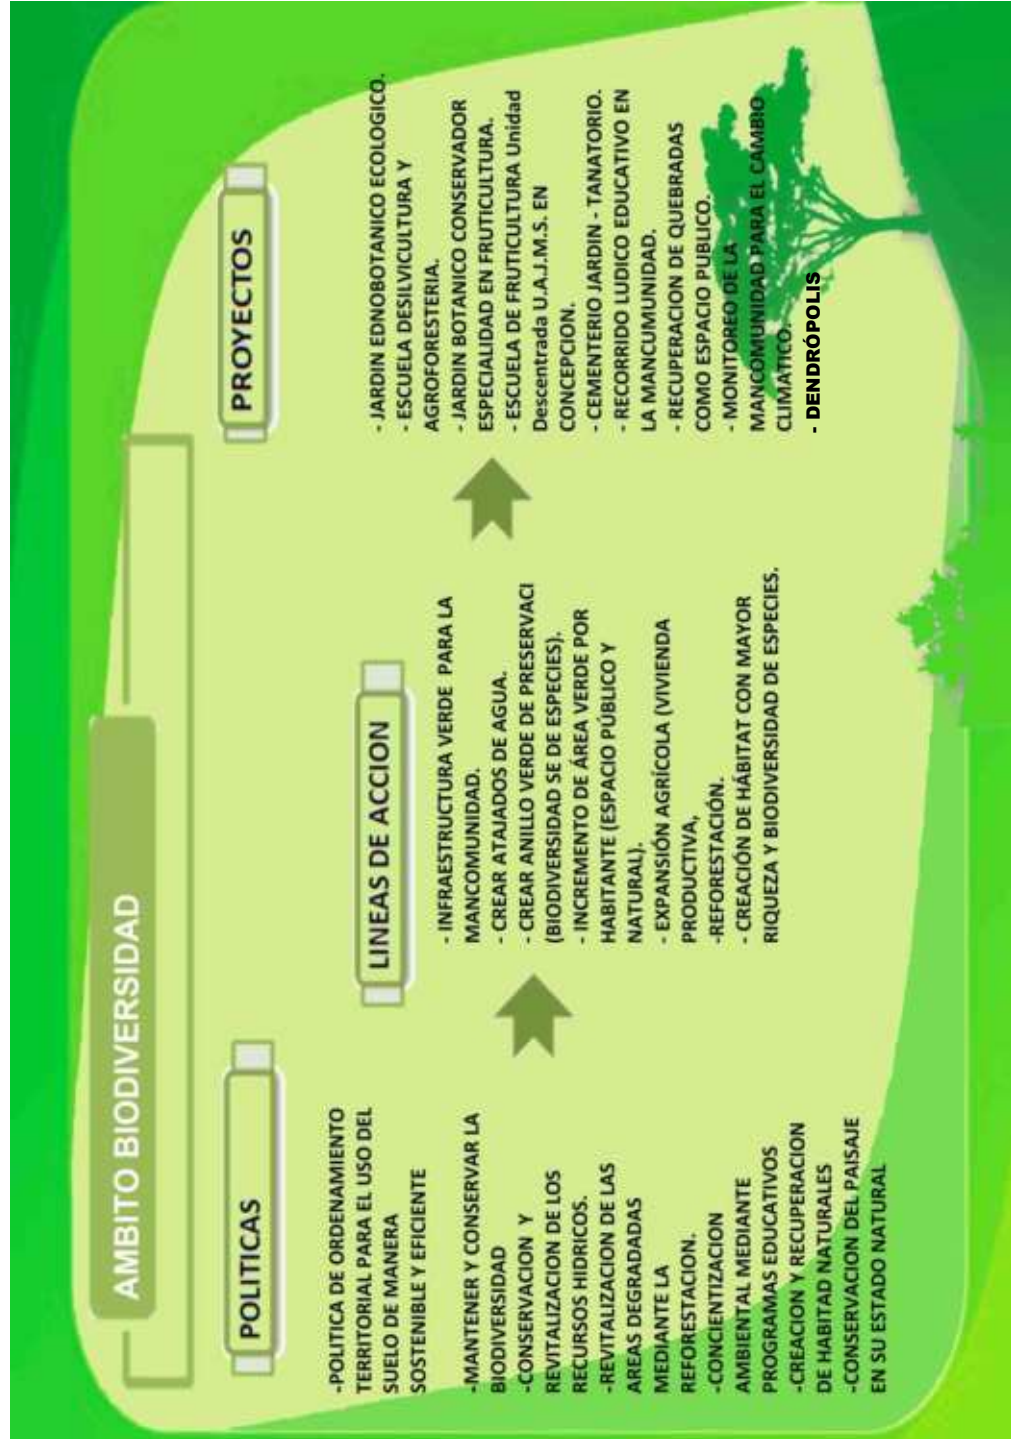 AMBITO BIODIVERSIDAD
POLITICAS
-POLITICA DE ORDENAMIENTO
TERRITORIAL PARA EL USO DEL
SUELO DE MANERA
SOSTENIBLE Y EFICIENTE
-MANTENER Y CONSERVAR LA
BIODIVERSIDAD
-CONSERVACION Y
REVITALIZACION DE LOS
RECURSOS HIDRICOS.
-REVITALIZACION DE LAS
AREAS DEGRADADAS
MEDIANTE LA
REFORESTACION.
-CONCIENTIZACION
AMBIENTAL MEDIANTE
PROGRAMAS EDUCATIVOS
-CREACION Y RECUPERACION
DE HABITAD NATURALES
-CONSERVACION DEL PAISAJE
EN SU ESTADO NATURAL
LINEAS DE ACCION
- INFRAESTRUCTURA VERDE PARA LA
MANCOMUNIDAD.
- CREAR ATAJADOS DE AGUA.
- CREAR ANILLO VERDE DE PRESERVACI
(BIODIVERSIDAD SE DE ESPECIES).
- INCREMENTO DE ÁREA VERDE POR
HABITANTE (ESPACIO PÚBLICO Y
NATURAL).
- EXPANSIÓN AGRÍCOLA (VIVIENDA
PRODUCTIVA,
-REFORESTACIÓN.
- CREACIÓN DE HÁBITAT CON MAYOR
RIQUEZA Y BIODIVERSIDAD DE ESPECIES.
PROYECTOS
- JARDIN EDNOBOTANICO ECOLOGICO.
- ESCUELA DESILVICULTURA Y
AGROFORESTERIA.
- JARDIN BOTANICO CONSERVADOR
ESPECIALIDAD EN FRUTICULTURA.
- ESCUELA DE FRUTICULTURA Unidad
Descentrada U.A.J.M.S. EN
CONCEPCION.
- CEMENTERIO JARDIN - TANATORIO.
- RECORRIDO LUDICO EDUCATIVO EN
LA MANCUMUNIDAD.
- RECUPERACION DE QUEBRADAS
COMO ESPACIO PUBLICO.
- MONITOREO DE LA
MANCOMUNIDAD PARA EL CAMBIO
CLIMATICO.
- DENDRÓPOLIS